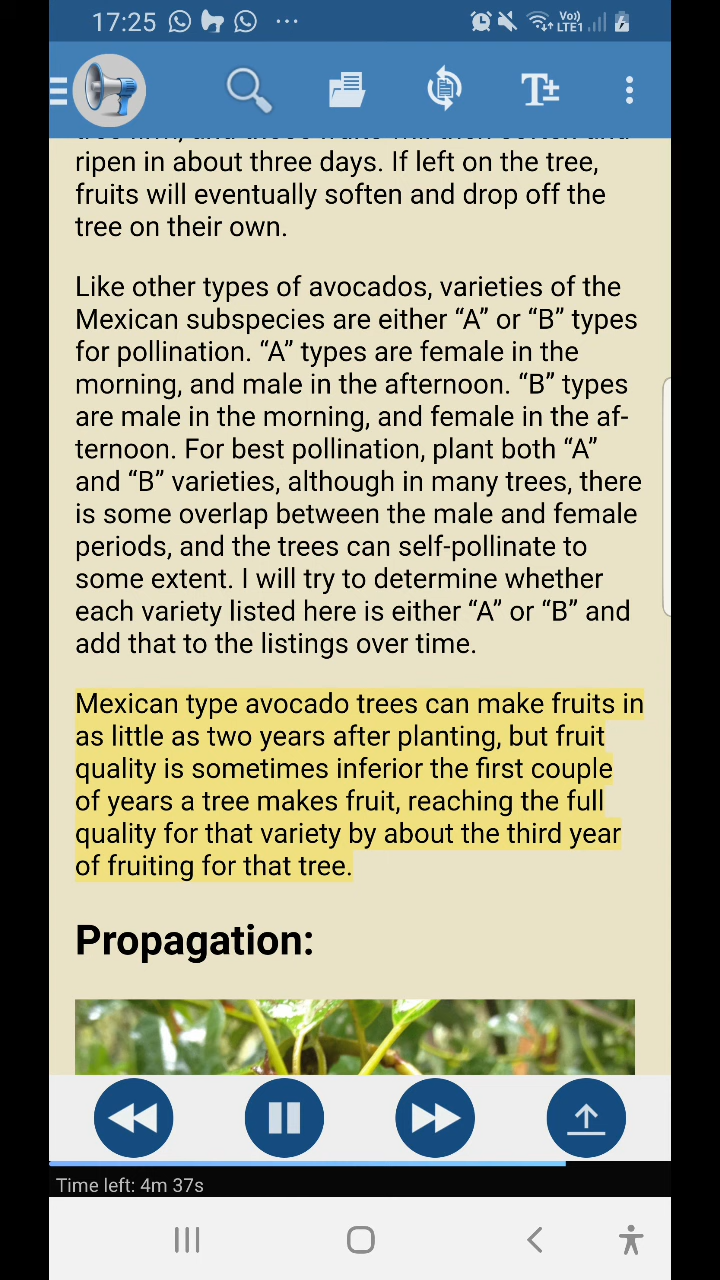 17:25
Vo)) LTE1
T±
ripen in about three days. If left on the tree,
fruits will eventually soften and drop off the
tree on their own.
Like other types of avocados, varieties of the
Mexican subspecies are either “A” or “B” types
for pollination. “A” types are female in the
morning, and male in the afternoon. “B” types
are male in the morning, and female in the af-
ternoon. For best pollination, plant both “A”
and “B” varieties, although in many trees, there
is some overlap between the male and female
periods, and the trees can self-pollinate to
some extent. I will try to determine whether
each variety listed here is either “A” or “B” and
add that to the listings over time.
Mexican type avocado trees can make fruits in
as little as two years after planting, but fruit
quality is sometimes inferior the first couple
of years a tree makes fruit, reaching the full
quality for that variety by about the third year
of fruiting for that tree.
Propagation:
Time left: 4m 37s